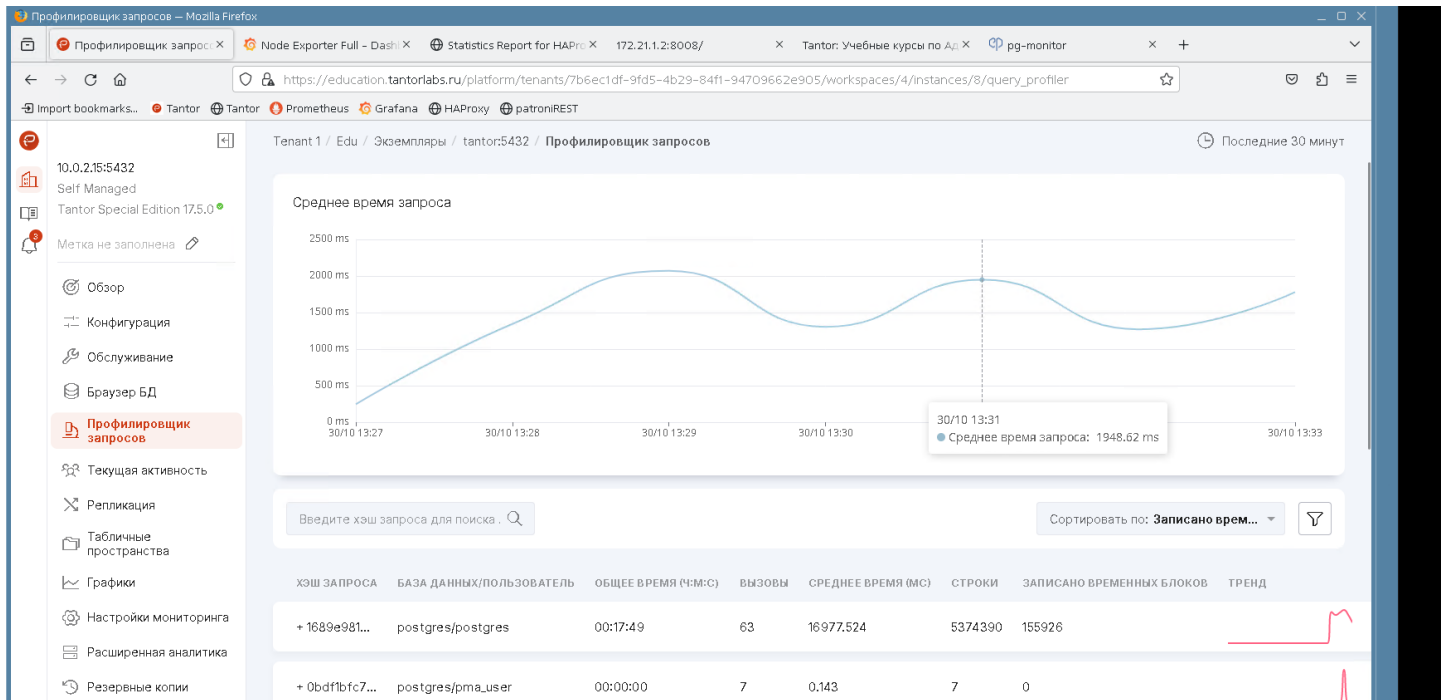 Профилировщик запросов — Mozilla Firefox
Профилировщик запрос
Node Exporter Full - Dash
Statistics Report for HAPro
172.21.1.2:8008/
Tantor: Учебные курсы по Ад
pg-monitor
https://education.tantorlabs.ru/platform/tenants/7b6ec1df-9fd5-4b29-84f1-94709662e905/workspaces/4/instances/8/query_profiler
Import bookmarks...
Tantor
Tantor
Prometheus
Grafana
HAProxy
patroniREST
Tenant 1 / Edu / Экземпляры / tantor:5432 / Профилировщик запросов
Последние 30 минут
10.0.2.15:5432
Self Managed
Tantor Special Edition 17.5.0
3
Метка не заполнена
Обзор
Конфигурация
Обслуживание
Браузер БД
Профилировщик
запросов
Текущая активность
Репликация
Табличные
пространства
Графики
Настройки мониторинга
Расширенная аналитика
Резервные копии
Среднее время запроса
2500 ms
2000 ms
1500 ms
1000 ms
500 ms
0 ms
30/10 13:27
30/10 13:28
30/10 13:29
30/10 13:30
30/10 13:33
30/10 13:31
Среднее время запроса: 1948.62 ms
Введите хэш запроса для поиска .
Сортировать по: Записано врем...
ХЭШ ЗАПРОСА БАЗА ДАННЫХ/ПОЛЬЗОВАТЕЛЬ ОБЩЕЕ ВРЕМЯ (Ч:М:С) ВЫЗОВЫ СРЕДНЕЕ ВРЕМЯ (МС) СТРОКИ ЗАПИСАНО ВРЕМЕННЫХ БЛОКОВ ТРЕНД
+ 1689e981... postgres/postgres 00:17:49 63 16977.524 5374390 155926
+ 0bdf1bfc7... postgres/pma_user 00:00:00 7 0.143 7 0